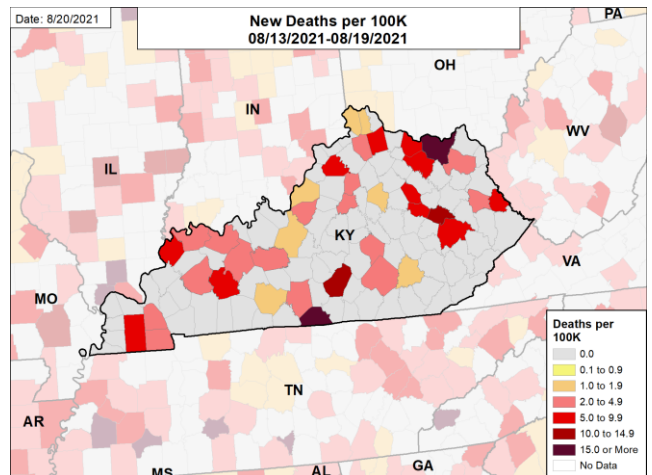 Date: 8/20/2021
New Deaths per 100K
08/13/2021-08/19/2021
PA
OH
IN
WV
IL
KY
VA
MO
TN
AR
MS
AL
GA
Deaths per
100K
0.0
0.1 to 0.9
1.0 to 1.9
2.0 to 4.9
5.0 to 9.9
10.0 to 14.9
15.0 or More
No Data